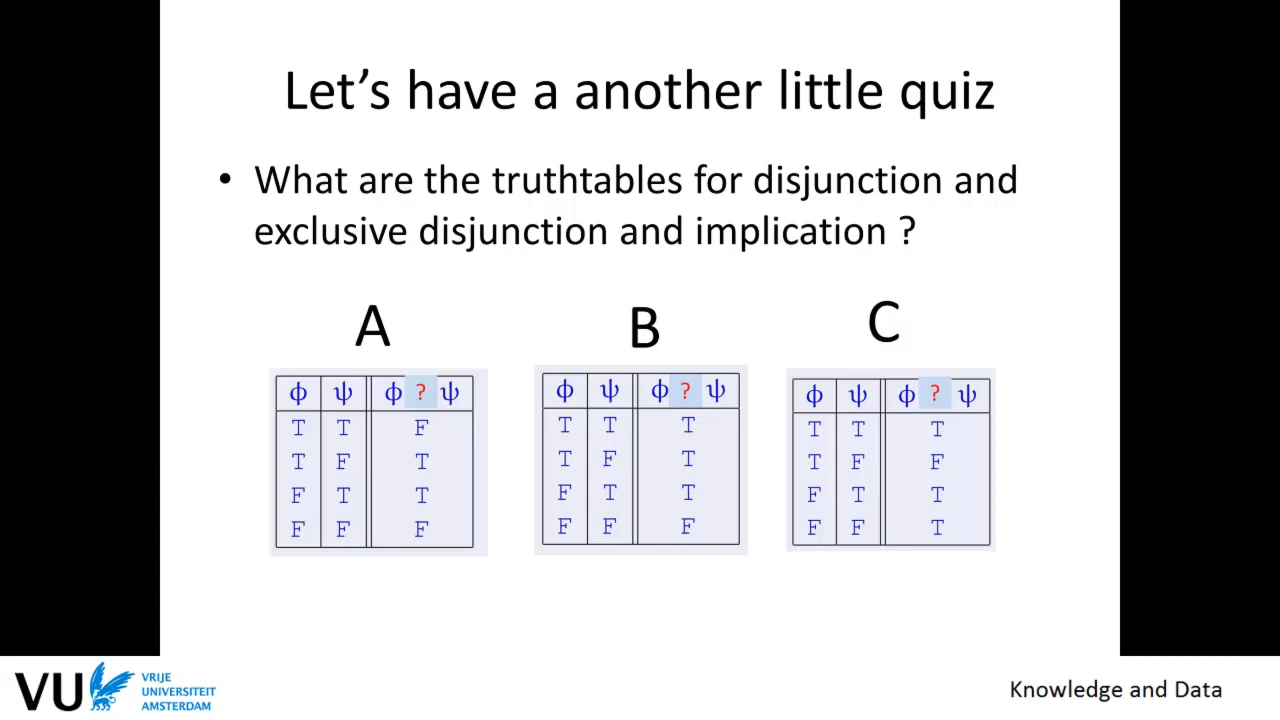 Let's have a another little quiz
• What are the truthtables for disjunction and
exclusive disjunction and implication ?
A
ϕ ψ ϕ ? ψ
T T F
T F T
F T T
F F F
B
ϕ ψ ϕ ? ψ
T T T
T F T
F T T
F F F
C
ϕ ψ ϕ ? ψ
T T T
T F F
F T T
F F T
VU VRIJE
UNIVERSITEIT
AMSTERDAM
Knowledge and Data